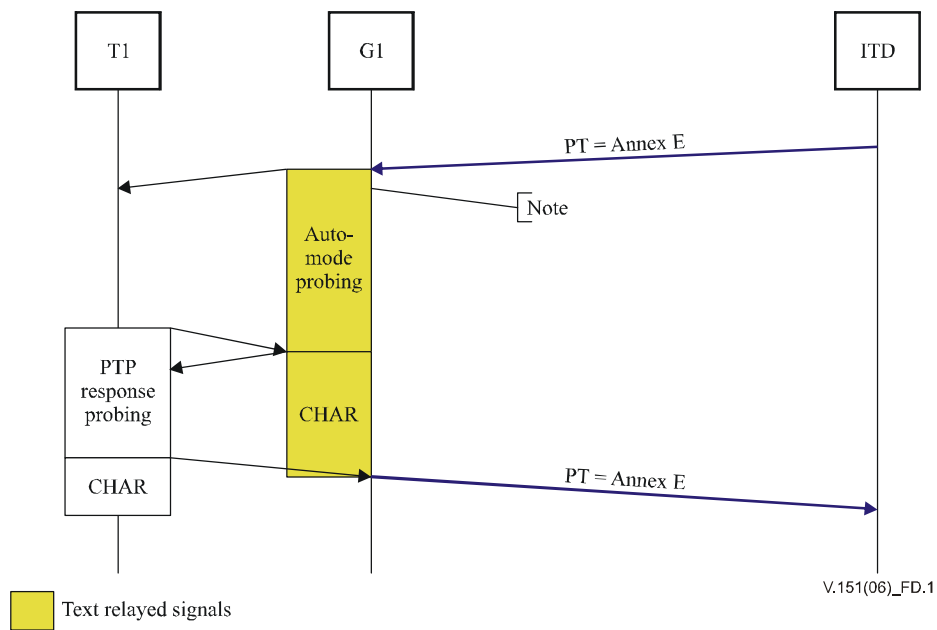 T1
G1
ITD
PT = Annex E
Note
Auto-
mode
probing
PTP
response
probing
CHAR
CHAR
PT = Annex E
V.151(06)_FD.1
Text relayed signals